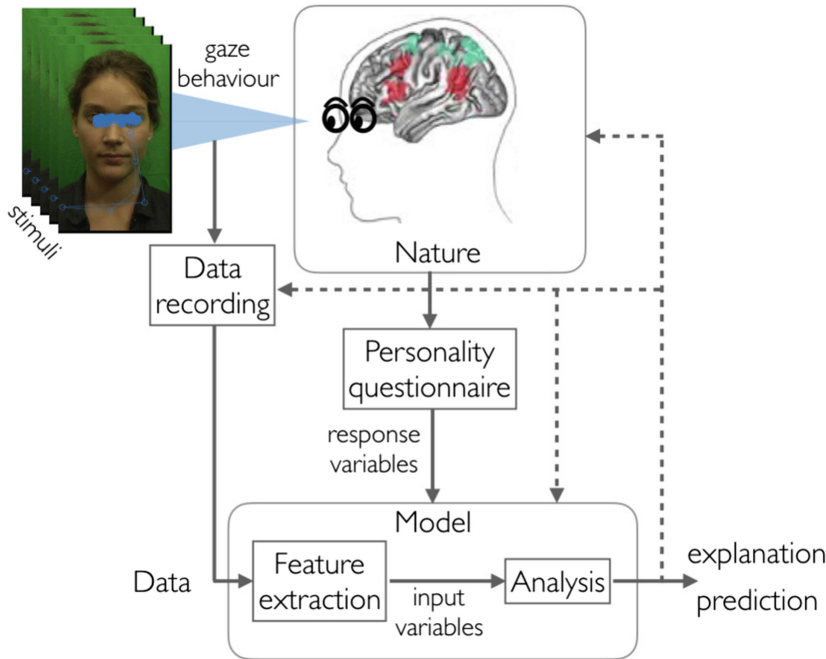 gaze
behaviour
stimuli
Nature
Data
recording
Personality
questionnaire
response
variables
Model
Data
Feature
extraction
input
variables
Analysis
explanation
prediction